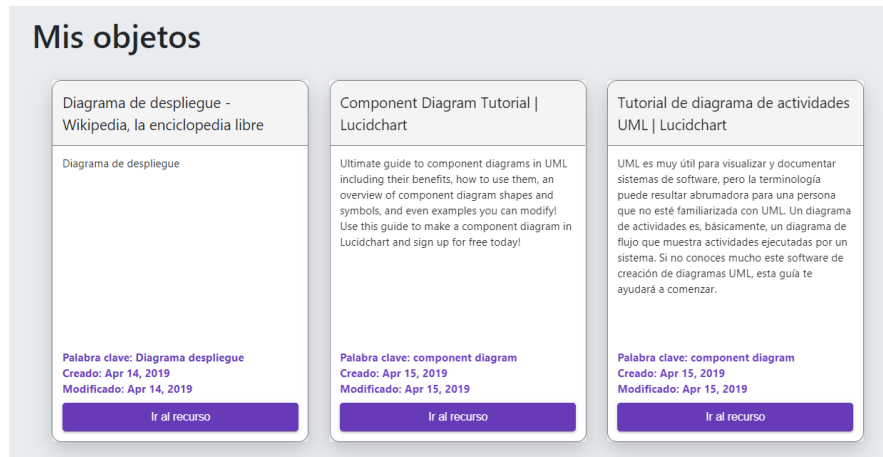 Mis objetos
Diagrama de despliegue -
Wikipedia, la enciclopedia libre
Diagrama de despliegue
Palabra clave: Diagrama despliegue
Creado: Apr 14, 2019
Modificado: Apr 14, 2019
Ir al recurso
Component Diagram Tutorial |
Lucidchart
Ultimate guide to component diagrams in UML
including their benefits, how to use them, an
overview of component diagram shapes and
symbols, and even examples you can modify!
Use this guide to make a component diagram in
Lucidchart and sign up for free today!
Palabra clave: component diagram
Creado: Apr 15, 2019
Modificado: Apr 15, 2019
Ir al recurso
Tutorial de diagrama de actividades
UML | Lucidchart
UML es muy útil para visualizar y documentar
sistemas de software, pero la terminología
puede resultar abrumadora para una persona
que no esté familiarizada con UML. Un diagrama
de actividades es, básicamente, un diagrama de
flujo que muestra actividades ejecutadas por un
sistema. Si no conoces mucho este software de
creación de diagramas UML, esta guía te
ayudará a comenzar.
Palabra clave: component diagram
Creado: Apr 15, 2019
Modificado: Apr 15, 2019
Ir al recurso